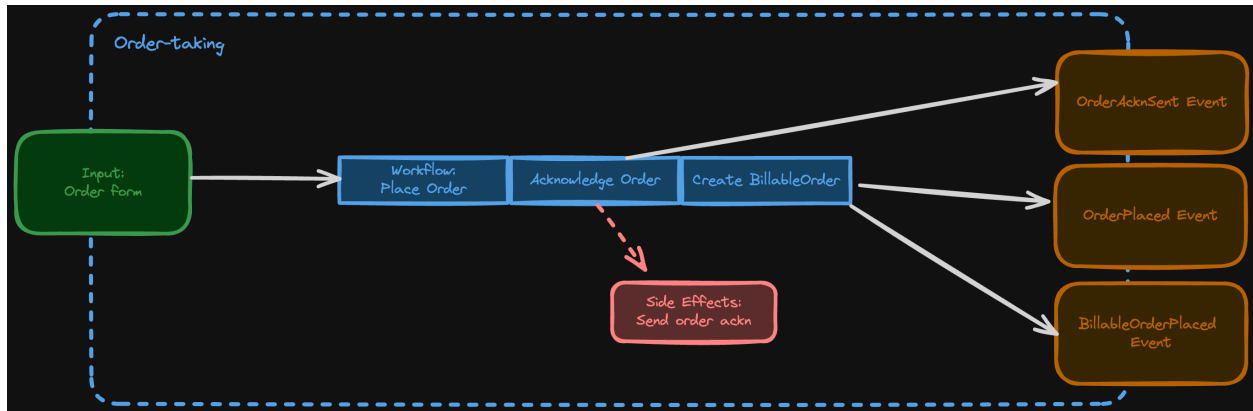 Order-taking
Input:
Order form
Workflow:
Place Order
Acknowledge Order
Create BillableOrder
Side Effects:
Send order ackn
OrderAcknSent Event
OrderPlaced Event
BillableOrderPlaced
Event